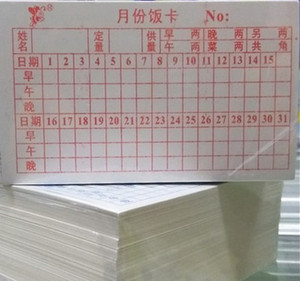 月份饭卡 No:
姓名 定量 供量 早 两 晚 两 另 两
午 两 菜 两 共 角
日期 1 2 3 4 5 6 7 8 9 10 11 12 13 14 15
早
午
晚
日期 16 17 18 19 20 21 22 23 24 25 26 27 28 29 30 31
早
午
晚